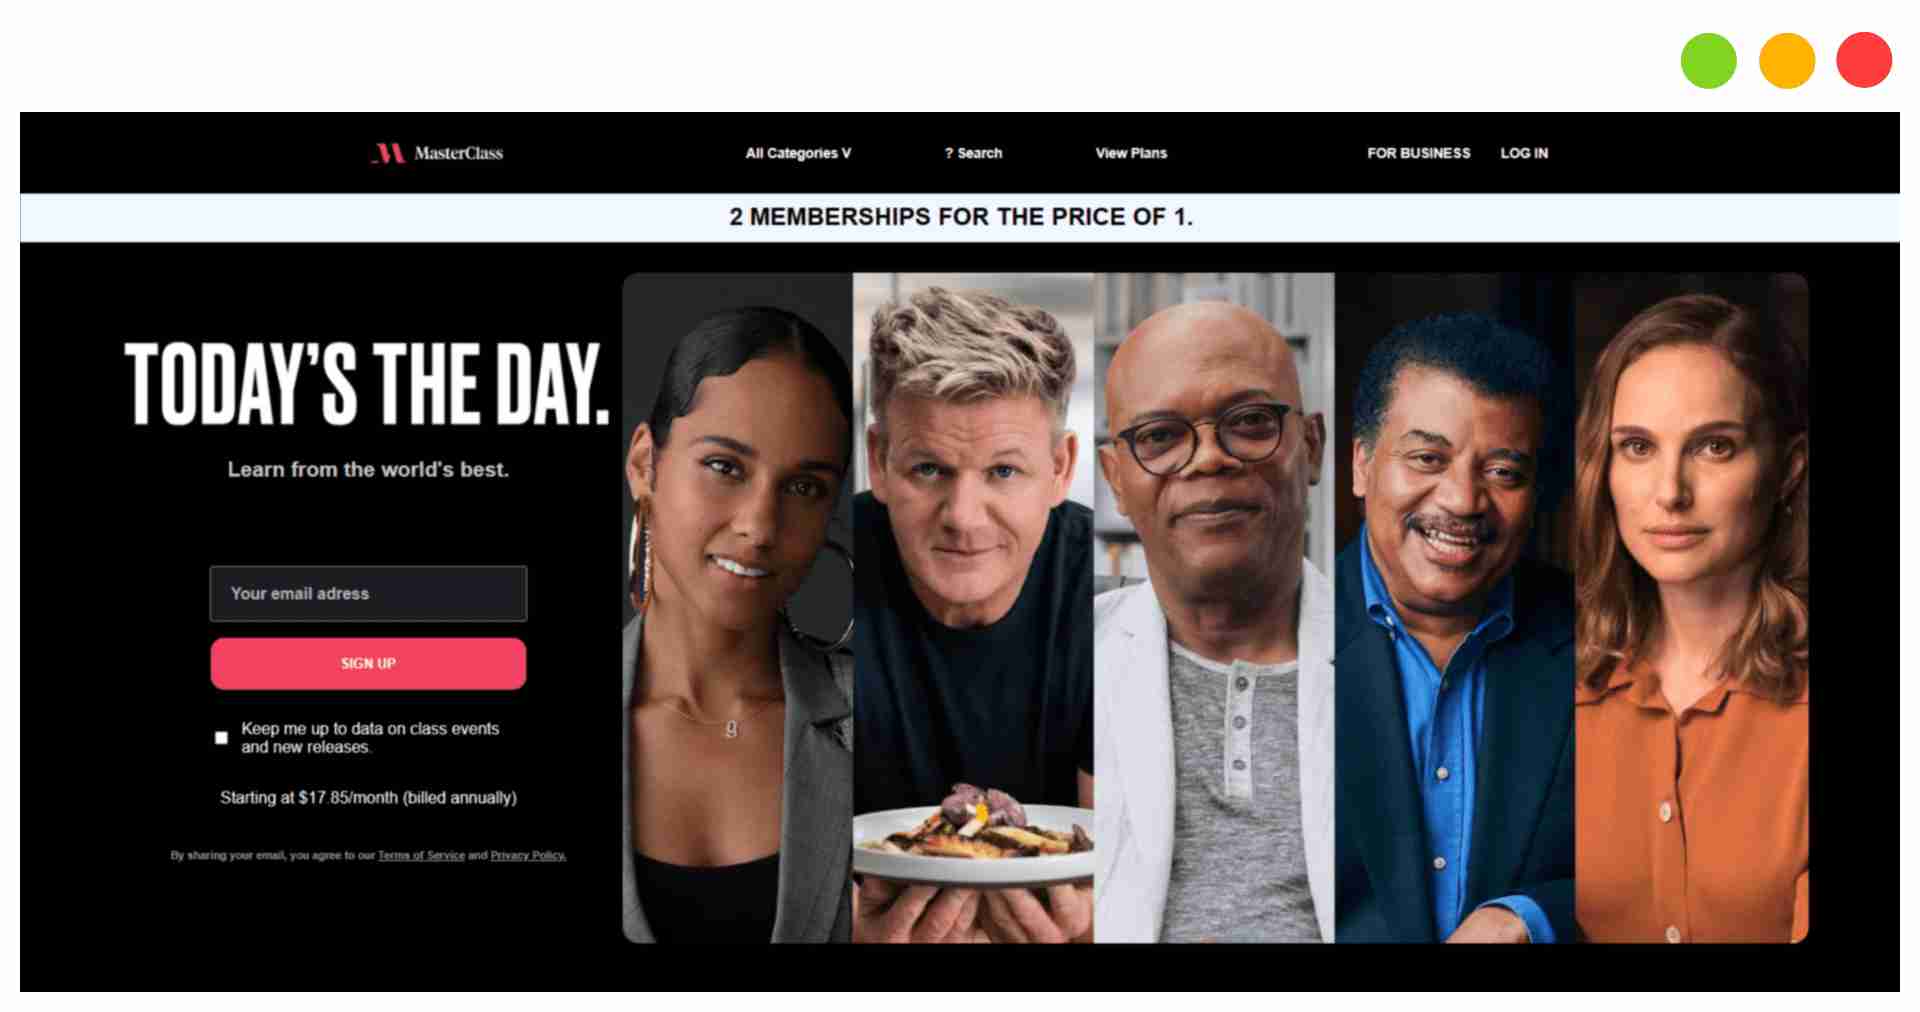 MasterClass
All Categories V
? Search
View Plans
FOR BUSINESS
LOG IN
2 MEMBERSHIPS FOR THE PRICE OF 1.
TODAY'S THE DAY.
Learn from the world's best.
Your email adress
SIGN UP
Keep me up to data on class events
and new releases.
Starting at $17.85/month (billed annually)
By sharing your email, you agree to our Terms of Service and Privacy Policy.
g